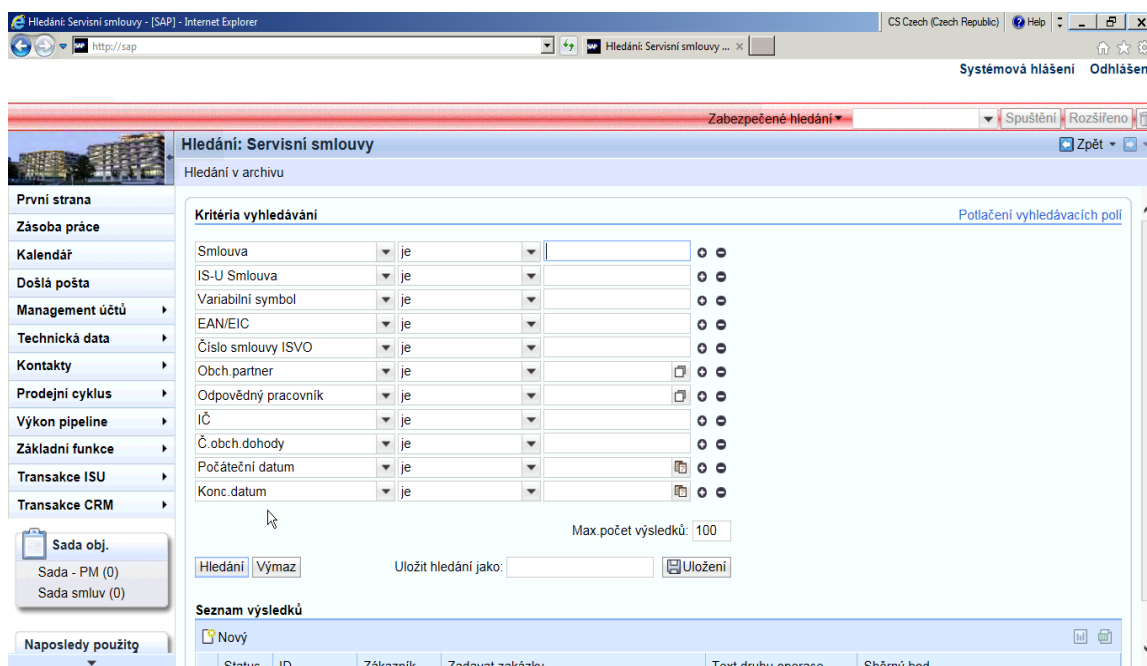 Hledání: Servisní smlouvy - [SAP] - Internet Explorer
CS Czech (Czech Republic) Help
http://sap
Hledání: Servisní smlouvy ...
Systémová hlášení Odhlášen
Zabezpečené hledání Spuštění Rozšířeno
Hledání: Servisní smlouvy Zpět
Hledání v archivu
První strana
Zásoba práce
Kalendář
Došlá pošta
Management účtů
Technická data
Kontakty
Prodejní cyklus
Výkon pipeline
Základní funkce
Transakce ISU
Transakce CRM
Sada obj.
Sada - PM (0)
Sada smluv (0)
Naposledy použito
Kritéria vyhledávání Potlačení vyhledávacích polí
Smlouva je
IS-U Smlouva je
Variabilní symbol je
EAN/EIC je
Číslo smlouvy ISVO je
Obch.partner je
Odpovědný pracovník je
IČ je
Č.obch.dohody je
Počáteční datum je
Konc.datum je
Max.počet výsledků: 100
Hledání Výmaz Uložit hledání jako: Uložení
Seznam výsledků
Nový
Status ID Zákazník Zadavat.zakázky Text druhu operace Sběrný bod